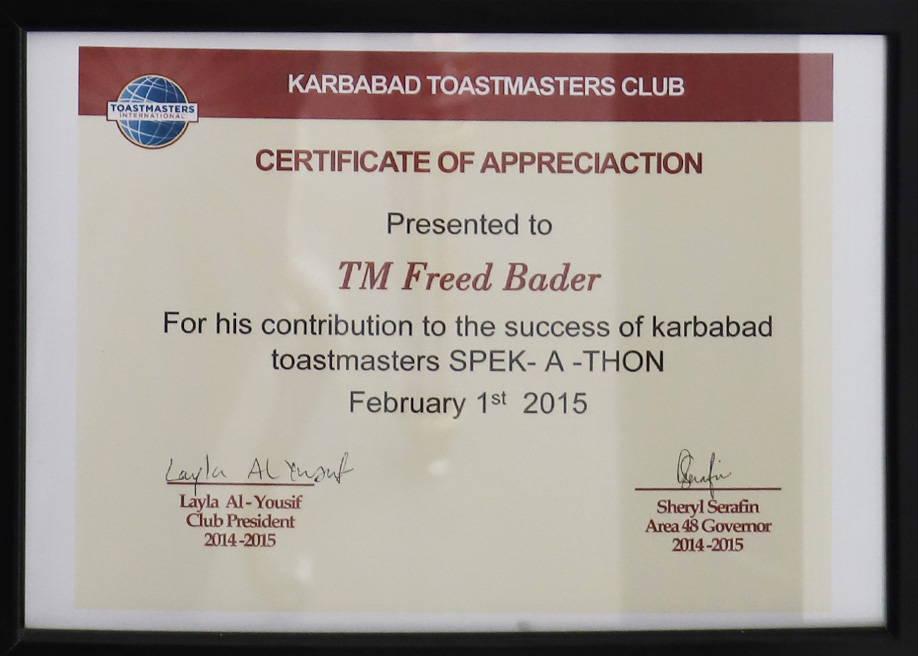 KARBABAD TOASTMASTERS CLUB
TOASTMASTERS
INTERNATIONAL
CERTIFICATE OF APPRECIACTION
Presented to
TM Freed Bader
For his contribution to the success of karbabad
toastmasters SPEK- A -THON
February 1st 2015
Layla Al Yousif
Layla Al-Yousif
Club President
2014-2015
Serafin
Sheryl Serafin
Area 48 Governor
2014-2015